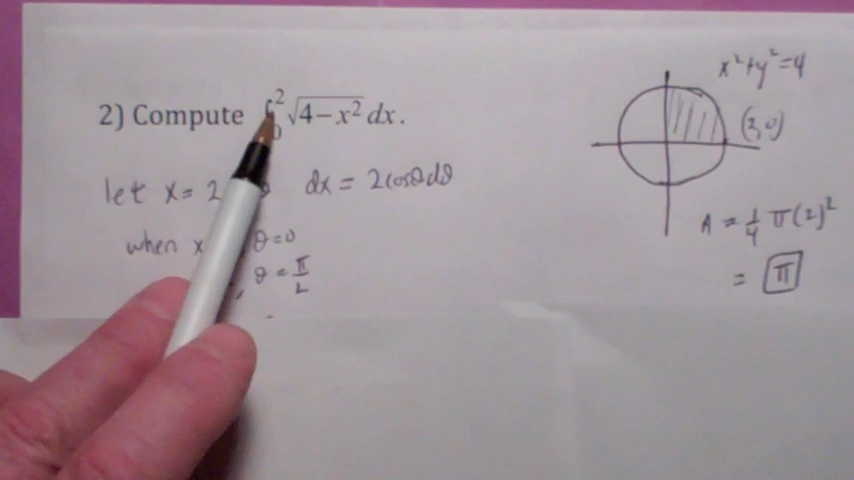 2) Compute ∫₀² √(4−x²) dx.
let x = 2 dx = 2cosθdθ
when x θ=0
, θ = π/2
x²+y²=4
(2,0)
A = 1/4 π(2)²
= π